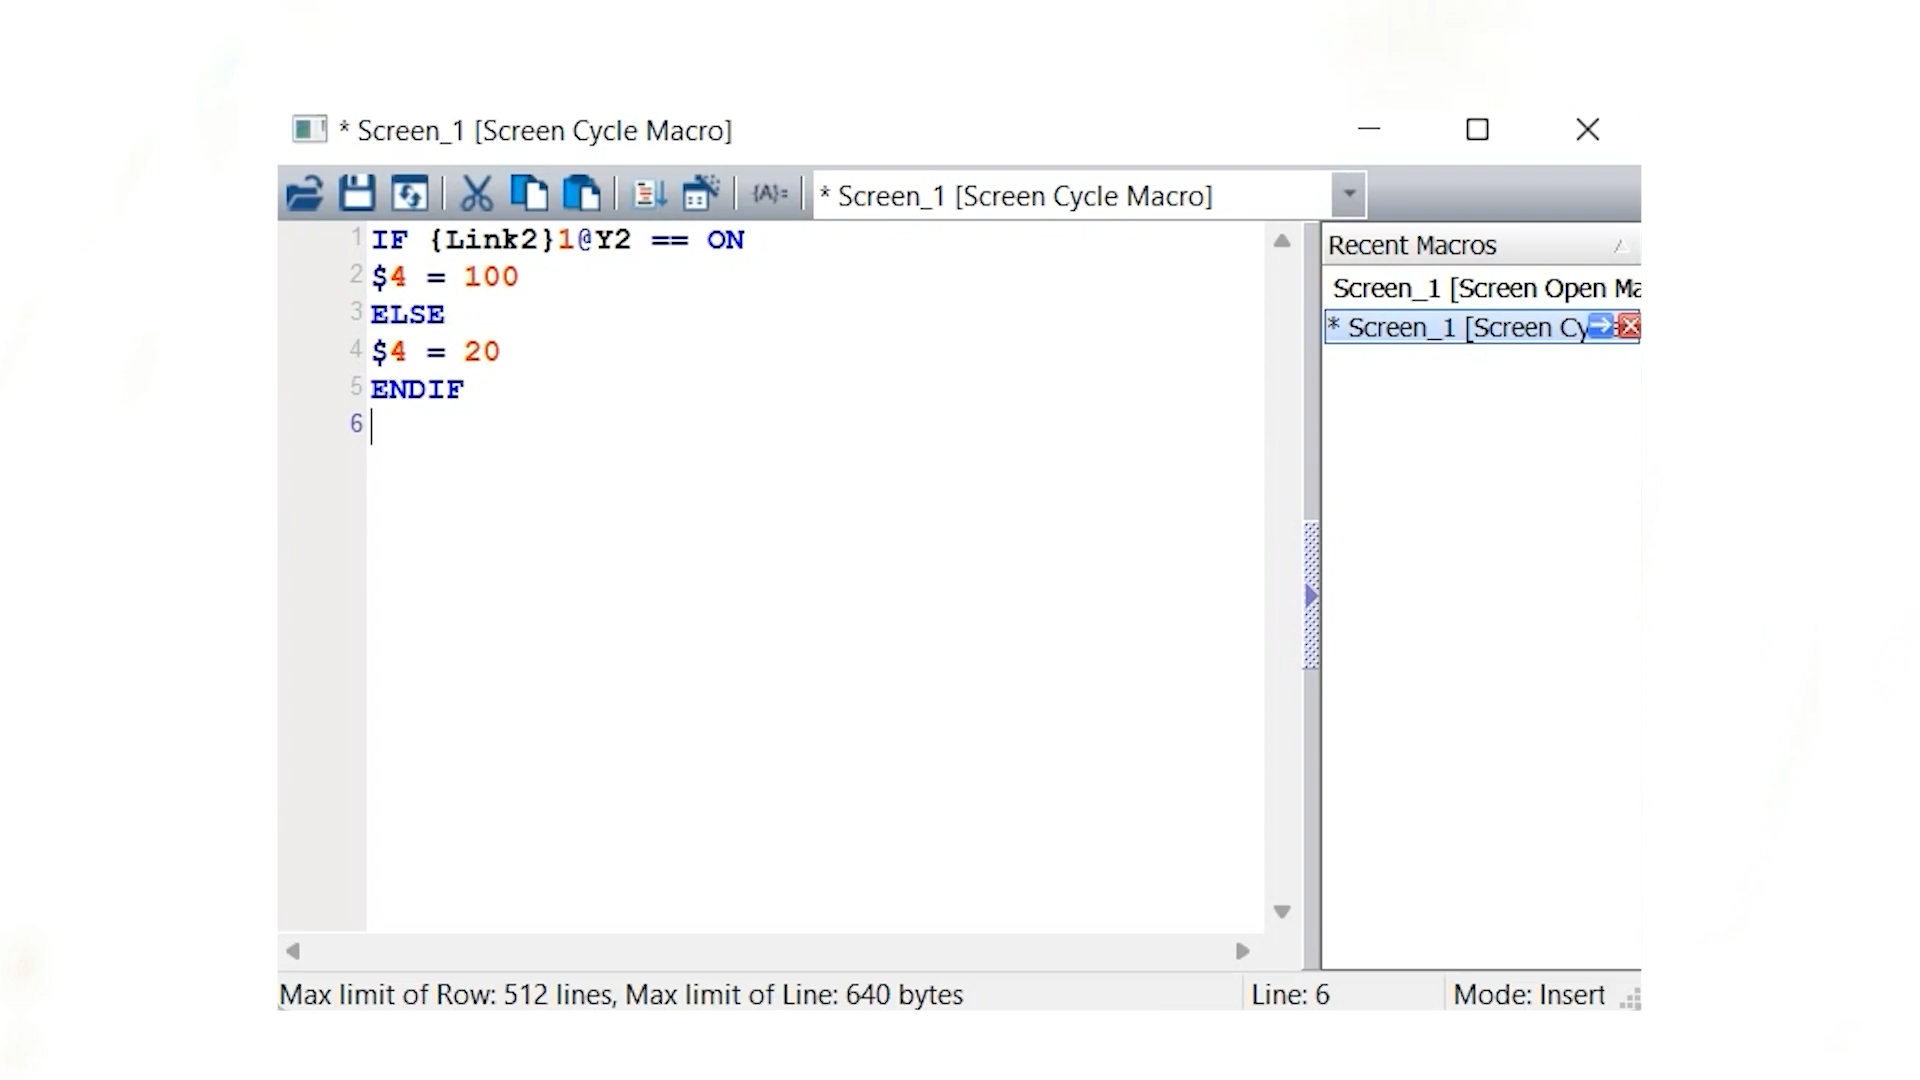 * Screen_1 [Screen Cycle Macro]
{A}= * Screen_1 [Screen Cycle Macro]
1 IF {Link2}1@Y2 == ON
2 $4 = 100
3 ELSE
4 $4 = 20
5 ENDIF
6
Recent Macros
Screen_1 [Screen Open Ma
* Screen_1 [Screen Cy
Max limit of Row: 512 lines, Max limit of Line: 640 bytes
Line: 6
Mode: Insert